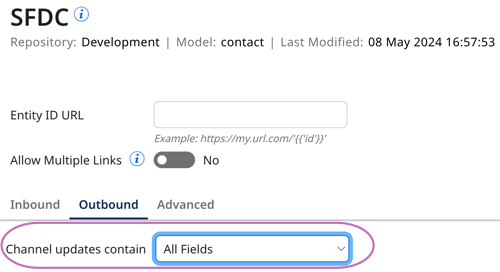 SFDC i
Repository: Development | Model: contact | Last Modified: 08 May 2024 16:57:53
Entity ID URL
Example: https://my.url.com/'{{'id'}}'
Allow Multiple Links i No
Inbound Outbound Advanced
Channel updates contain All Fields